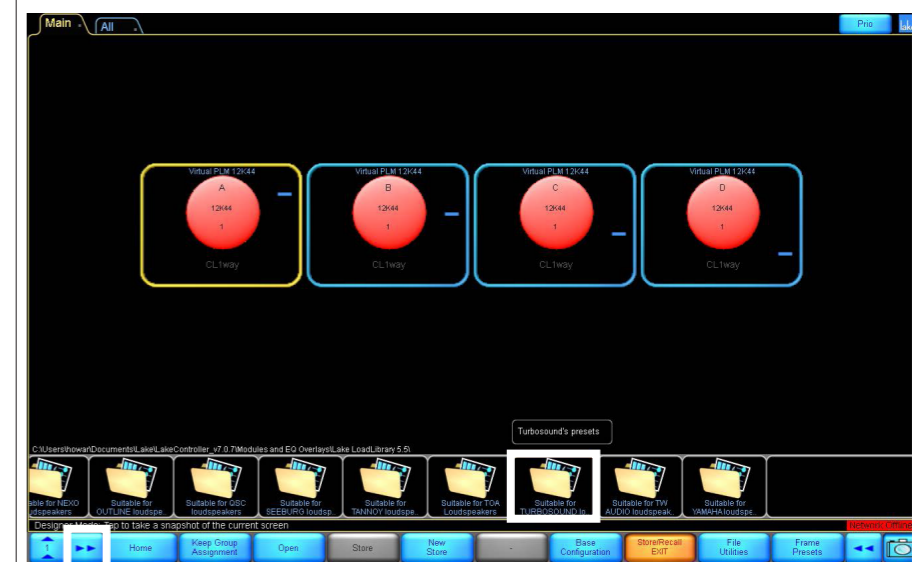 Main
All
Prio
lake
Virtual PLM 12K44
A
12K44
1
CL1way
Virtual PLM 12K44
B
12K44
1
CL1way
Virtual PLM 12K44
C
12K44
1
CL1way
Virtual PLM 12K44
D
12K44
1
CL1way
Turbosound's presets
C:\Users\howar\Documents\Lake\LakeController_v7.0.7\Modules and EQ Overlays\Lake LoadLibrary 5.5\
able for NEXO
udspeakers
Suitable for
OUTLINE loudspe..
Suitable for QSC
loudspeakers
Suitable for
SEEBURG loudsp..
Suitable for
TANNOY loudspe..
Suitable for TOA
Loudspeakers
Suitable for
TURBOSOUND lo..
Suitable for TW
AUDIO loudspeak..
Suitable for
YAMAHA loudspe..
Designer Mode: Tap to take a snapshot of the current screen
Network: Offline
1
Home
Keep Group
Assignment
Open
Store
New
Store
-
Base
Configuration
Store/Recall
EXIT
File
Utilities
Frame
Presets